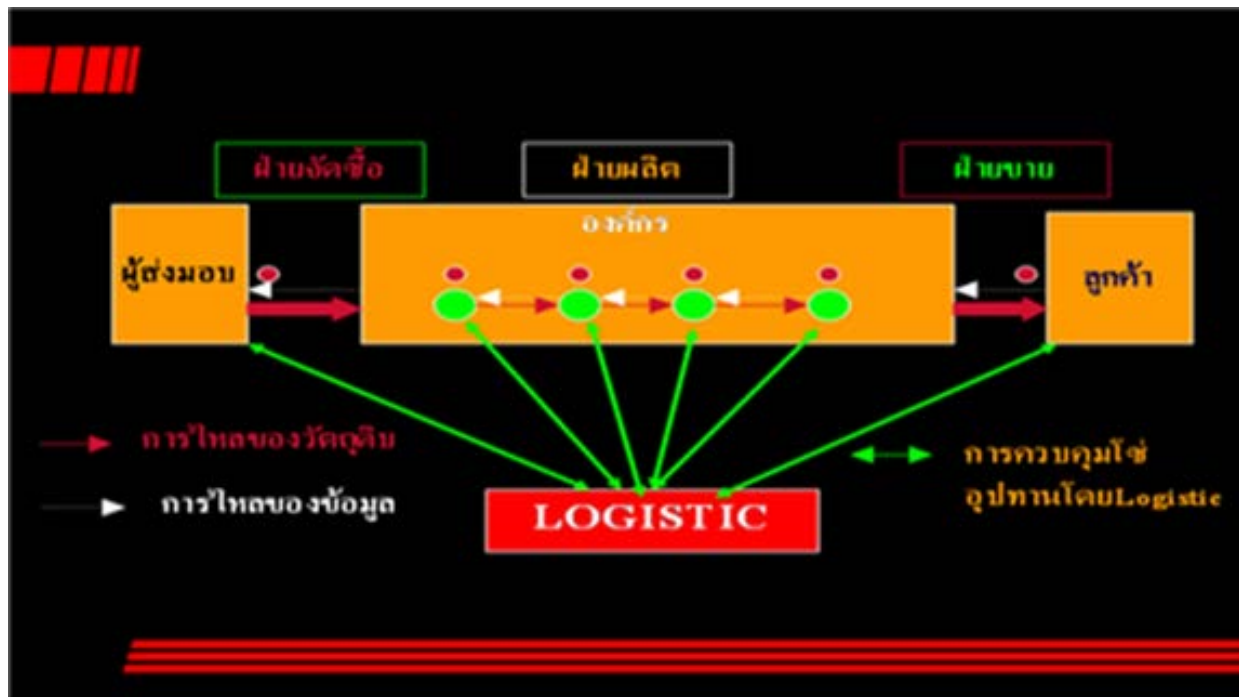 ฝ่ายจัดซื้อ
ฝ่ายผลิต
ฝ่ายขาย
องค์กร
ผู้ส่งมอบ
ลูกค้า
การไหลของวัตถุดิบ
การไหลของข้อมูล
การควบคุมโซ่
อุปทานโดยLogistic
LOGISTIC